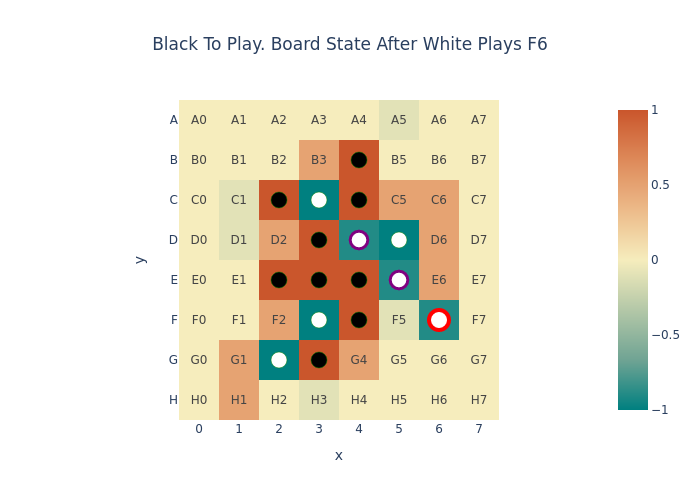 Black To Play. Board State After White Plays F6
A A0 A1 A2 A3 A4 A5 A6 A7
B B0 B1 B2 B3 B5 B6 B7
C C0 C1 C5 C6 C7
D D0 D1 D2 D6 D7
E E0 E1 E6 E7
F F0 F1 F2 F5 F7
G G0 G1 G4 G5 G6 G7
H H0 H1 H2 H3 H4 H5 H6 H7
0 1 2 3 4 5 6 7
x
y
1
0.5
0
−0.5
−1